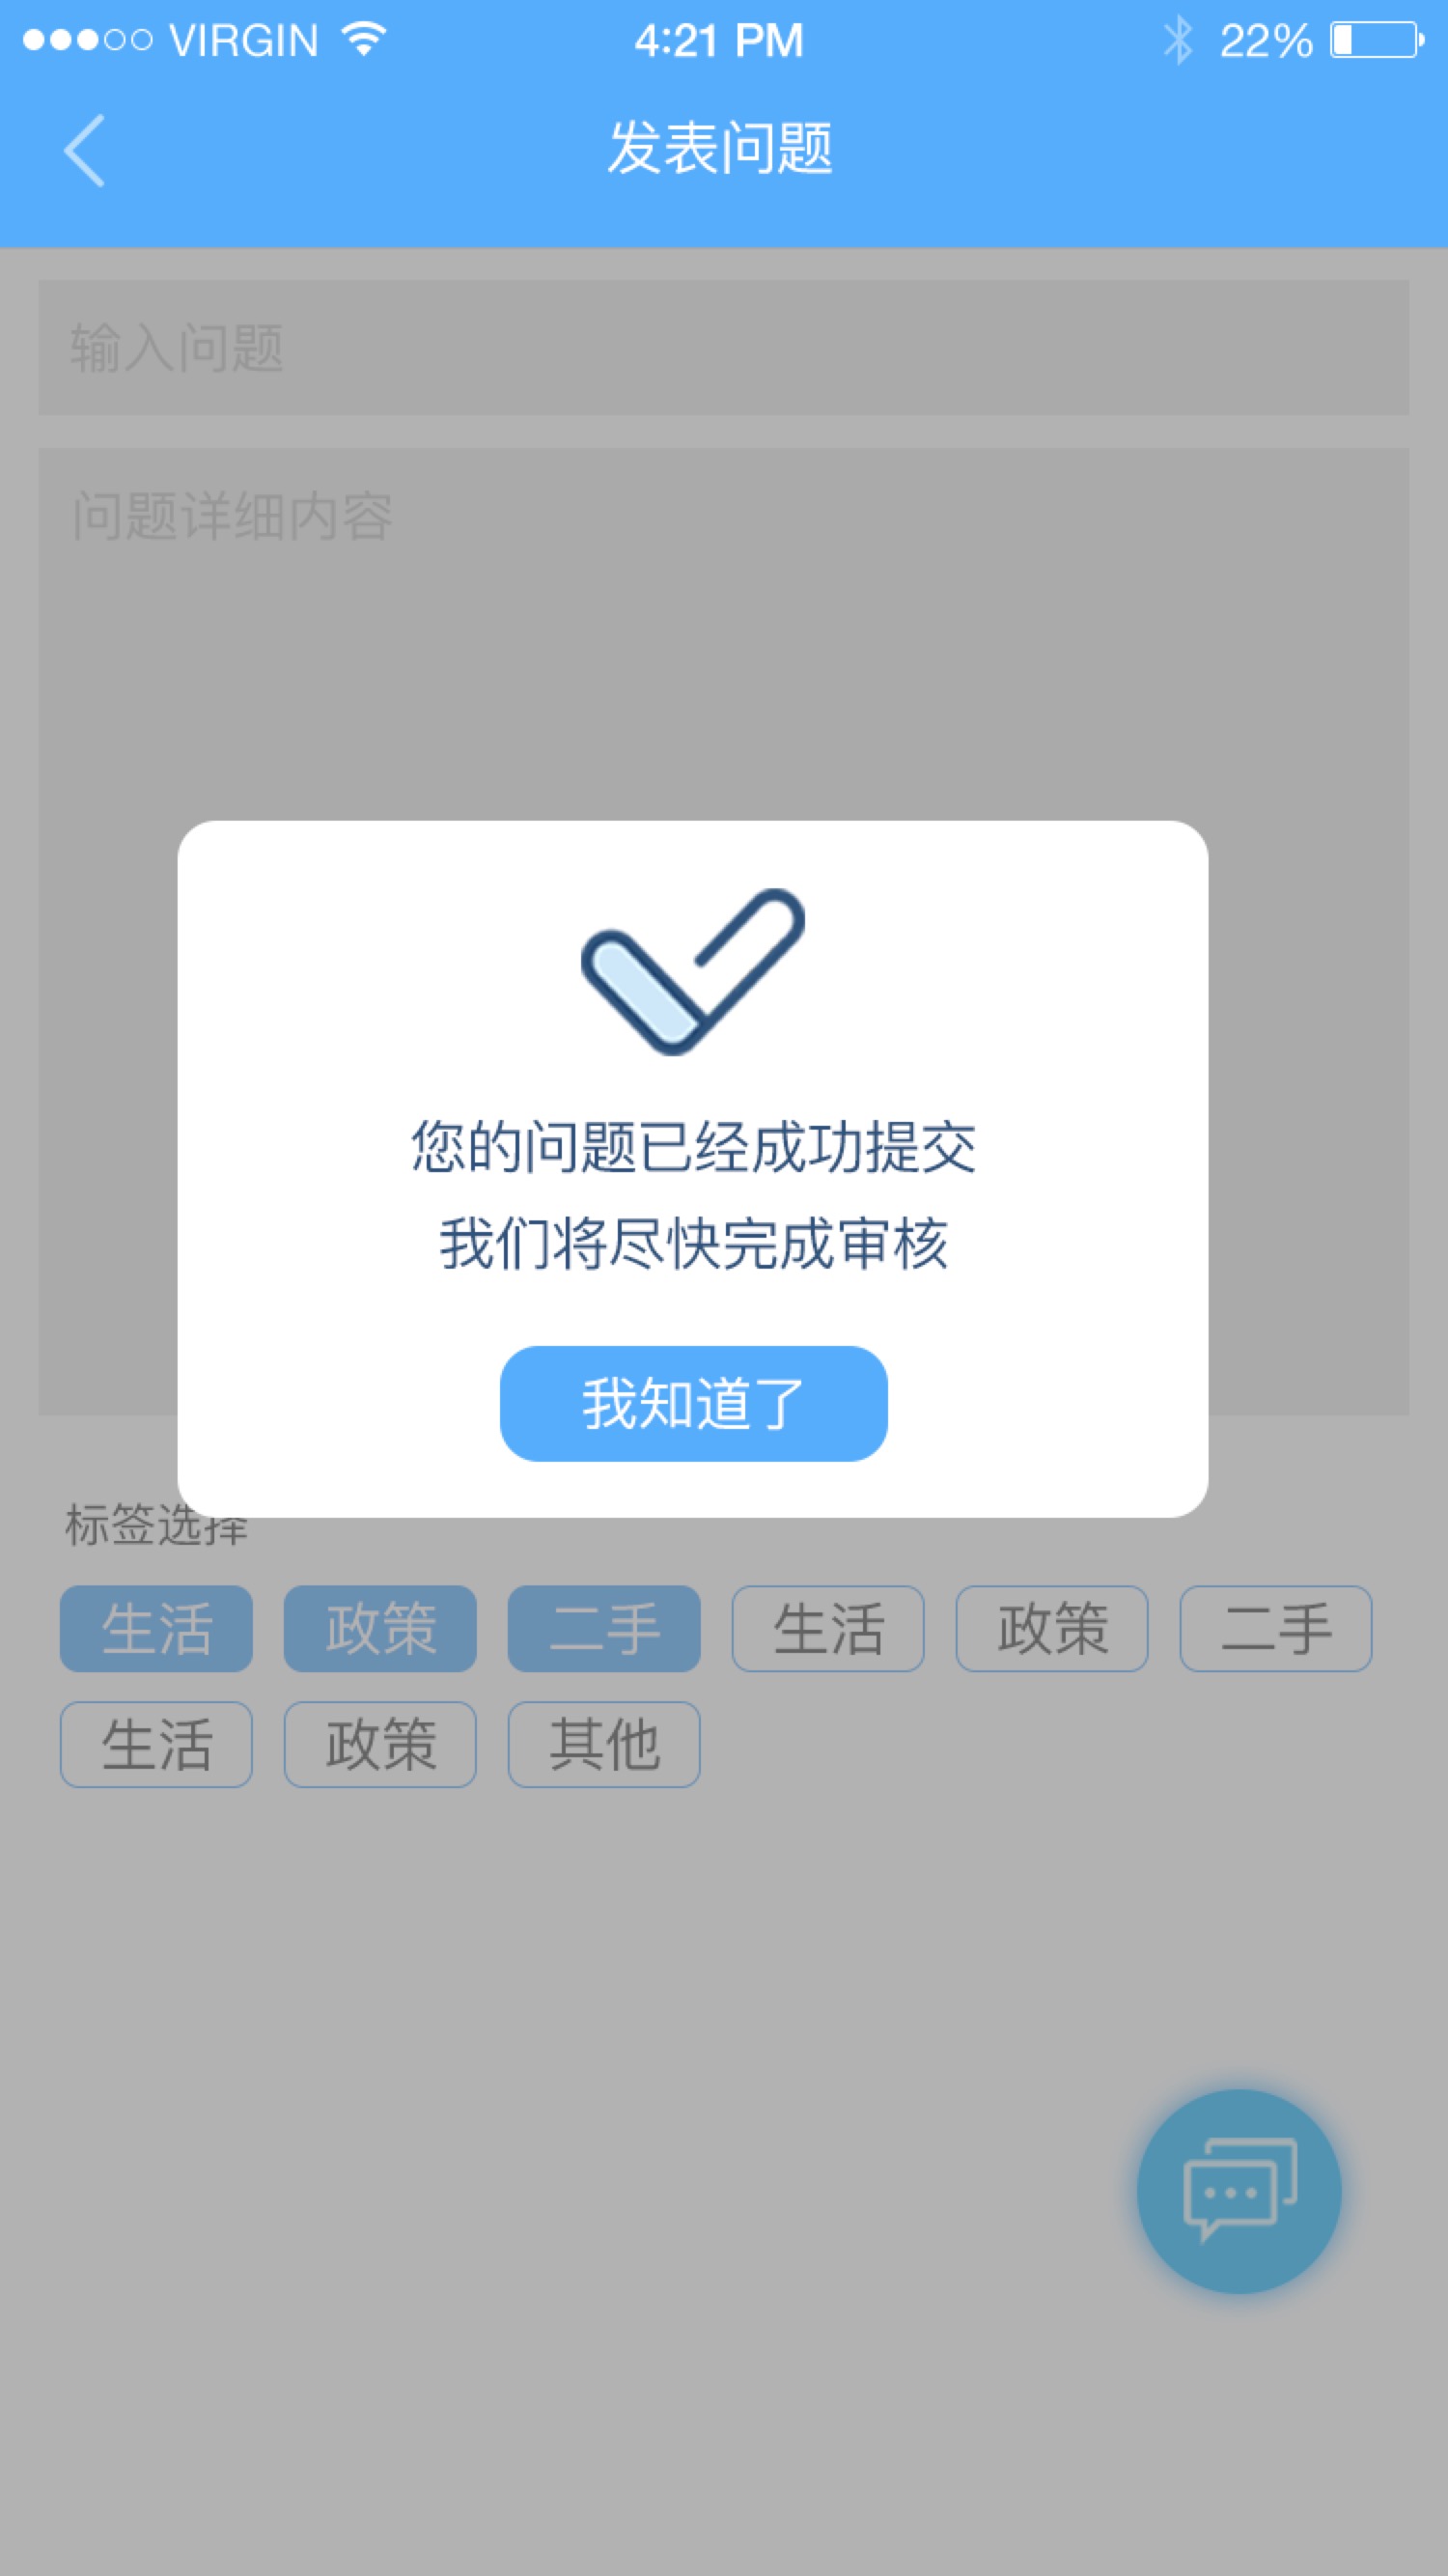 VIRGIN 4:21 PM 22%
发表问题
输入问题
问题详细内容
您的问题已经成功提交
我们将尽快完成审核
我知道了
标签选择
生活 政策 二手 生活 政策 二手
生活 政策 其他